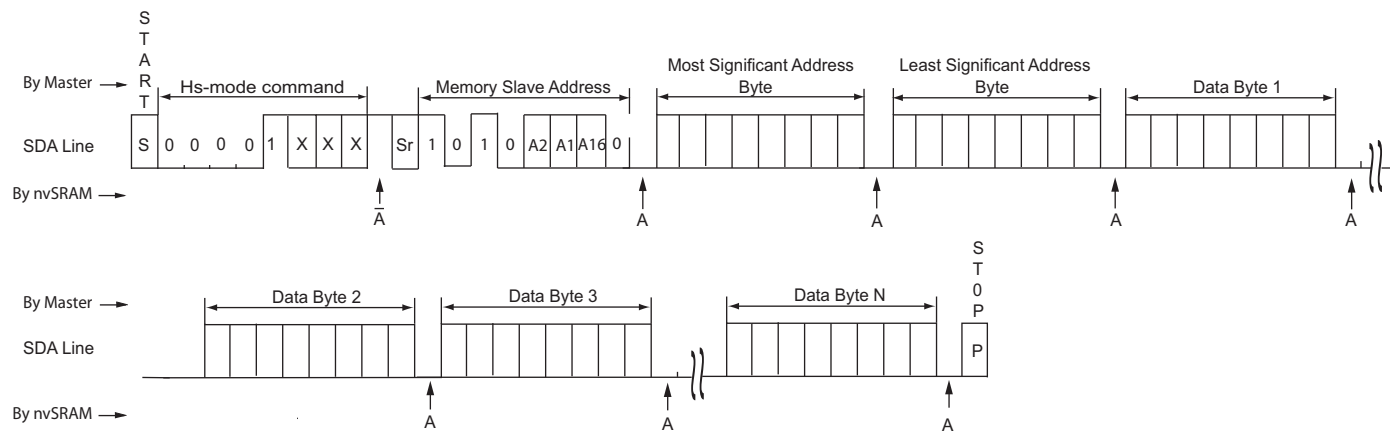 START
By Master
Hs-mode command
Memory Slave Address
Most Significant Address Byte
Least Significant Address Byte
Data Byte 1
SDA Line
S 0 0 0 0 1 X X X Sr 1 0 1 0 A2 A1 A16 0
By nvSRAM
A̅ A A A A
ST0P
By Master
Data Byte 2
Data Byte 3
Data Byte N
SDA Line
P
By nvSRAM
A A A